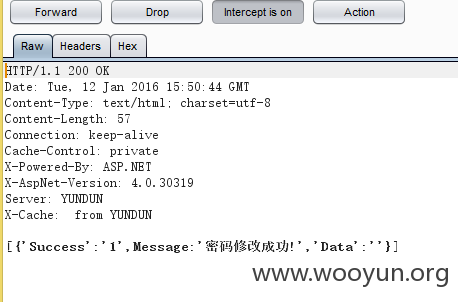 Forward Drop Intercept is on Action
Raw Headers Hex
HTTP/1.1 200 OK
Date: Tue, 12 Jan 2016 15:50:44 GMT
Content-Type: text/html; charset=utf-8
Content-Length: 57
Connection: keep-alive
Cache-Control: private
X-Powered-By: ASP.NET
X-AspNet-Version: 4.0.30319
Server: YUNDUN
X-Cache:  from YUNDUN
[{'Success':'1',Message:'密码修改成功!','Data':''}]
www.wooyun.org